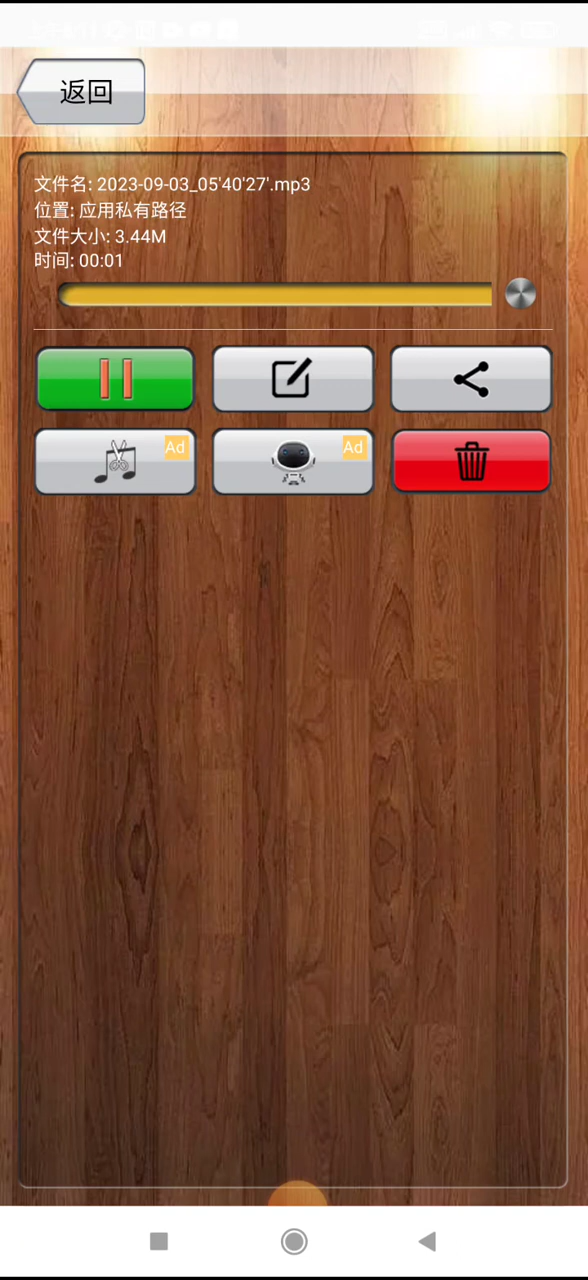 返回
文件名: 2023-09-03_05'40'27'.mp3
位置: 应用私有路径
文件大小: 3.44M
时间: 00:01
Ad
Ad